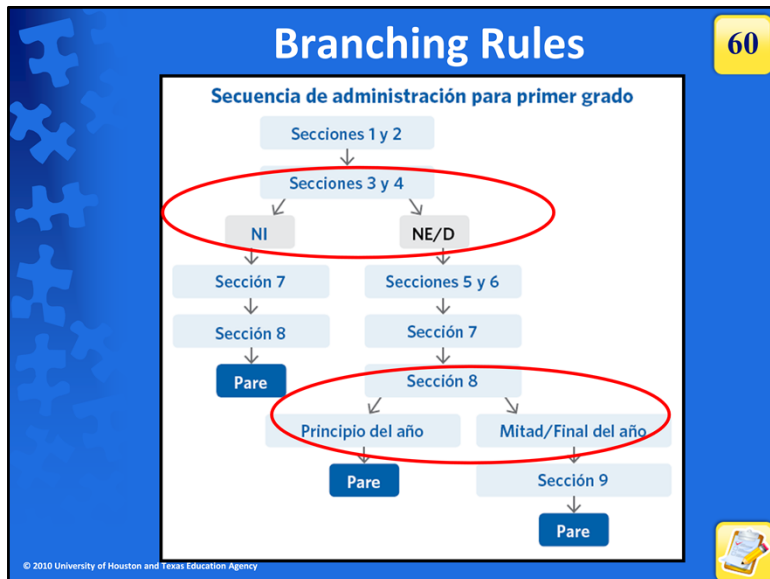 Branching Rules
60
Secuencia de administración para primer grado
Secciones 1 y 2
Secciones 3 y 4
NI
NE/D
Sección 7
Secciones 5 y 6
Sección 8
Sección 7
Pare
Sección 8
Principio del año
Mitad/Final del año
Pare
Sección 9
Pare
© 2010 University of Houston and Texas Education Agency